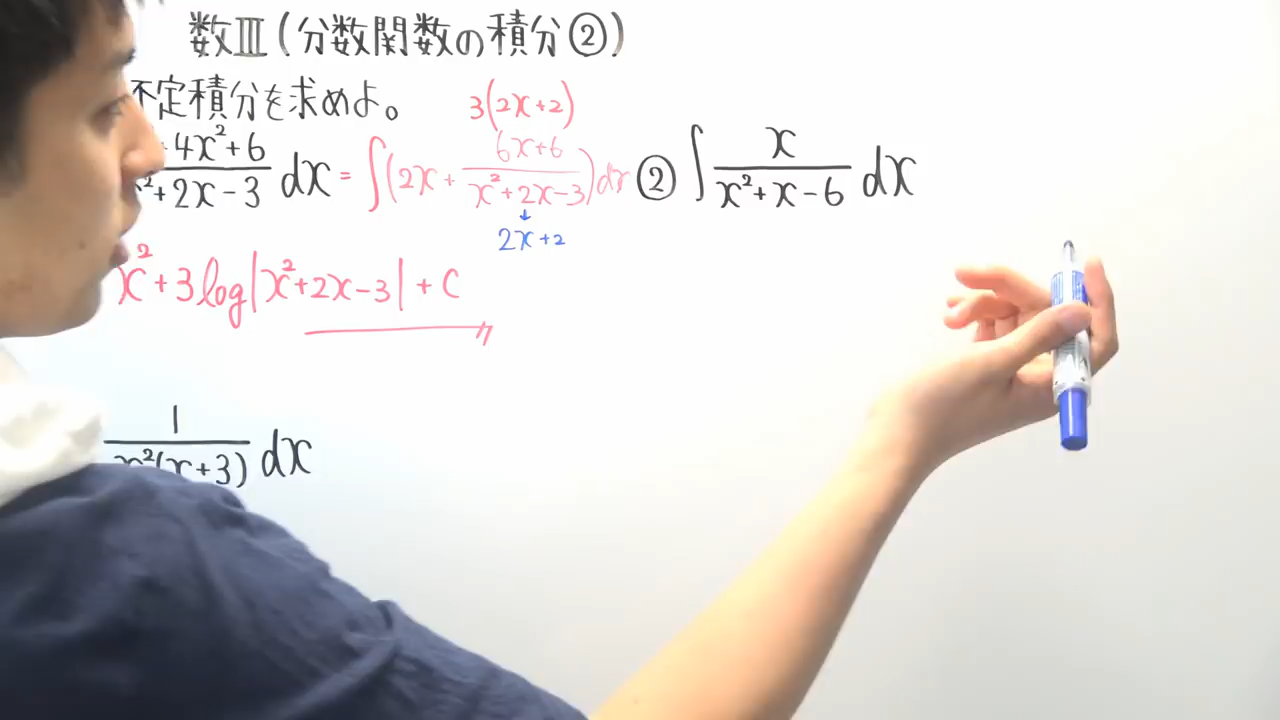 数Ⅲ(分数関数の積分②)
不定積分を求めよ。
3(2x+2)
4x²+6 / x²+2x-3 dx = ∫(2x + 6x+6 / x²+2x-3)dx
↓
2x+2
x²+3log|x²+2x-3|+C
② ∫ x / x²+x-6 dx
1 / x²(x+3) dx